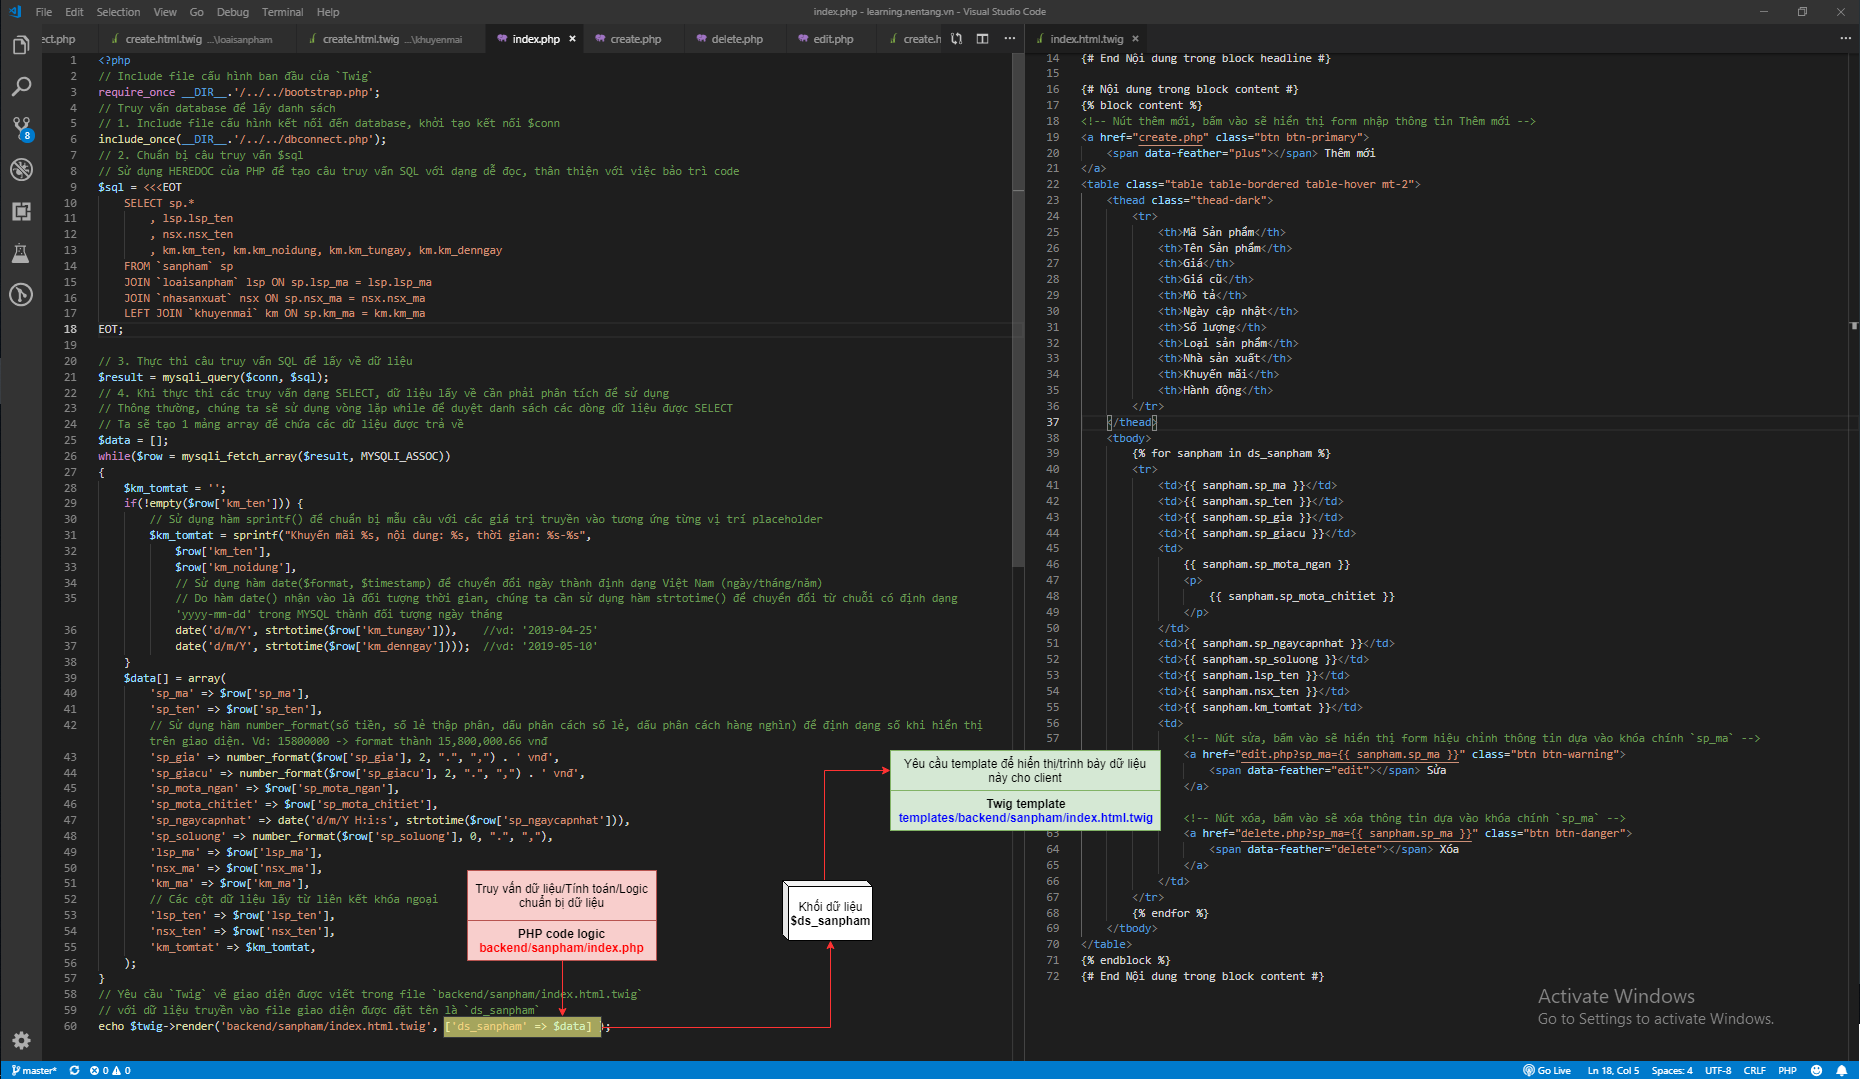 File Edit Selection View Go Debug Terminal Help
index.php - learning.nentang.vn - Visual Studio Code
ect.php
create.html.twig ...\loaisanpham
create.html.twig ...\khuyenmai
index.php ×
create.php
delete.php
edit.php
create.h
index.html.twig ×
8
1 <?php
2 // Include file cấu hình ban đầu của `Twig`
3 require_once __DIR__.'/../../bootstrap.php';
4 // Truy vấn database để lấy danh sách
5 // 1. Include file cấu hình kết nối đến database, khởi tạo kết nối $conn
6 include_once(__DIR__.'/../../dbconnect.php');
7 // 2. Chuẩn bị câu truy vấn $sql
8 // Sử dụng HEREDOC của PHP để tạo câu truy vấn SQL với dạng dễ đọc, thân thiện với việc bảo trì code
9 $sql = <<<EOT
10 SELECT sp.*
11 , lsp.lsp_ten
12 , nsx.nsx_ten
13 , km.km_ten, km.km_noidung, km.km_tungay, km.km_denngay
14 FROM `sanpham` sp
15 JOIN `loaisanpham` lsp ON sp.lsp_ma = lsp.lsp_ma
16 JOIN `nhasanxuat` nsx ON sp.nsx_ma = nsx.nsx_ma
17 LEFT JOIN `khuyenmai` km ON sp.km_ma = km.km_ma
18 EOT;
19
20 // 3. Thực thi câu truy vấn SQL để lấy về dữ liệu
21 $result = mysqli_query($conn, $sql);
22 // 4. Khi thực thi các truy vấn dạng SELECT, dữ liệu lấy về cần phải phân tích để sử dụng
23 // Thông thường, chúng ta sẽ sử dụng vòng lặp while để duyệt danh sách các dòng dữ liệu được SELECT
24 // Ta sẽ tạo 1 mảng array để chứa các dữ liệu được trả về
25 $data = [];
26 while($row = mysqli_fetch_array($result, MYSQLI_ASSOC))
27 {
28 $km_tomtat = '';
29 if(!empty($row['km_ten'])) {
30 // Sử dụng hàm sprintf() để chuẩn bị mẫu câu với các giá trị truyền vào tương ứng từng vị trí placeholder
31 $km_tomtat = sprintf("Khuyến mãi %s, nội dung: %s, thời gian: %s-%s",
32 $row['km_ten'],
33 $row['km_noidung'],
34 // Sử dụng hàm date($format, $timestamp) để chuyển đổi ngày thành định dạng Việt Nam (ngày/tháng/năm)
35 // Do hàm date() nhận vào là đối tượng thời gian, chúng ta cần sử dụng hàm strtotime() để chuyển đổi từ chuỗi có định dạng
'yyyy-mm-dd' trong MYSQL thành đối tượng ngày tháng
36 date('d/m/Y', strtotime($row['km_tungay'])), //vd: '2019-04-25'
37 date('d/m/Y', strtotime($row['km_denngay']))); //vd: '2019-05-10'
38 }
39 $data[] = array(
40 'sp_ma' => $row['sp_ma'],
41 'sp_ten' => $row['sp_ten'],
42 // Sử dụng hàm number_format(số tiền, số lẻ thập phân, dấu phân cách số lẻ, dấu phân cách hàng nghìn) để định dạng số khi hiển thị
trên giao diện. Vd: 15800000 -> format thành 15,800,000.66 vnđ
43 'sp_gia' => number_format($row['sp_gia'], 2, ".", ",") . ' vnđ',
44 'sp_giacu' => number_format($row['sp_giacu'], 2, ".", ",") . ' vnđ',
45 'sp_mota_ngan' => $row['sp_mota_ngan'],
46 'sp_mota_chitiet' => $row['sp_mota_chitiet'],
47 'sp_ngaycapnhat' => date('d/m/Y H:i:s', strtotime($row['sp_ngaycapnhat'])),
48 'sp_soluong' => number_format($row['sp_soluong'], 0, ".", ","),
49 'lsp_ma' => $row['lsp_ma'],
50 'nsx_ma' => $row['nsx_ma'],
51 'km_ma' => $row['km_ma'],
52 // Các cột dữ liệu lấy từ liên kết khóa ngoại
53 'lsp_ten' => $row['lsp_ten'],
54 'nsx_ten' => $row['nsx_ten'],
55 'km_tomtat' => $km_tomtat,
56 );
57 }
58 // Yêu cầu `Twig` vẽ giao diện được viết trong file `backend/sanpham/index.html.twig`
59 // với dữ liệu truyền vào file giao diện được đặt tên là `ds_sanpham`
60 echo $twig->render('backend/sanpham/index.html.twig', ['ds_sanpham' => $data] );
Truy vấn dữ liệu/Tính toán/Logic
chuẩn bị dữ liệu
PHP code logic
backend/sanpham/index.php
Khối dữ liệu
$ds_sanpham
Yêu cầu template để hiển thị/trình bày dữ liệu
này cho client
Twig template
templates/backend/sanpham/index.html.twig
14 {# End Nội dung trong block headline #}
15
16 {# Nội dung trong block content #}
17 {% block content %}
18 <!-- Nút thêm mới, bấm vào sẽ hiển thị form nhập thông tin Thêm mới -->
19 <a href="create.php" class="btn btn-primary">
20 <span data-feather="plus"></span> Thêm mới
21 </a>
22 <table class="table table-bordered table-hover mt-2">
23 <thead class="thead-dark">
24 <tr>
25 <th>Mã Sản phẩm</th>
26 <th>Tên Sản phẩm</th>
27 <th>Giá</th>
28 <th>Giá cũ</th>
29 <th>Mô tả</th>
30 <th>Ngày cập nhật</th>
31 <th>Số lượng</th>
32 <th>Loại sản phẩm</th>
33 <th>Nhà sản xuất</th>
34 <th>Khuyến mãi</th>
35 <th>Hành động</th>
36 </tr>
37 </thead>
38 <tbody>
39 {% for sanpham in ds_sanpham %}
40 <tr>
41 <td>{{ sanpham.sp_ma }}</td>
42 <td>{{ sanpham.sp_ten }}</td>
43 <td>{{ sanpham.sp_gia }}</td>
44 <td>{{ sanpham.sp_giacu }}</td>
45 <td>
46 {{ sanpham.sp_mota_ngan }}
47 <p>
48 {{ sanpham.sp_mota_chitiet }}
49 </p>
50 </td>
51 <td>{{ sanpham.sp_ngaycapnhat }}</td>
52 <td>{{ sanpham.sp_soluong }}</td>
53 <td>{{ sanpham.lsp_ten }}</td>
54 <td>{{ sanpham.nsx_ten }}</td>
55 <td>{{ sanpham.km_tomtat }}</td>
56 <td>
57 <!-- Nút sửa, bấm vào sẽ hiển thị form hiệu chỉnh thông tin dựa vào khóa chính `sp_ma` -->
<a href="edit.php?sp_ma={{ sanpham.sp_ma }}" class="btn btn-warning">
<span data-feather="edit"></span> Sửa
</a>
<!-- Nút xóa, bấm vào sẽ xóa thông tin dựa vào khóa chính `sp_ma` -->
63 <a href="delete.php?sp_ma={{ sanpham.sp_ma }}" class="btn btn-danger">
64 <span data-feather="delete"></span> Xóa
65 </a>
66 </td>
67 </tr>
68 {% endfor %}
69 </tbody>
70 </table>
71 {% endblock %}
72 {# End Nội dung trong block content #}
Activate Windows
Go to Settings to activate Windows.
master* 0 0
Go Live Ln 18, Col 5 Spaces: 4 UTF-8 CRLF PHP